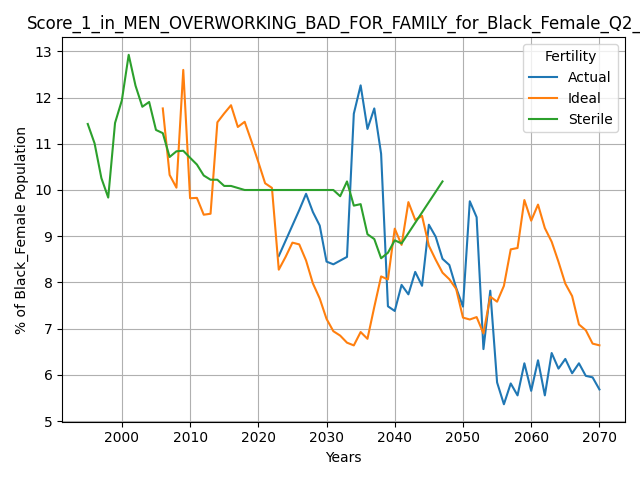 Score_1_in_MEN_OVERWORKING_BAD_FOR_FAMILY_for_Black_Female_Q2_
13
12
11
10
9
8
7
6
5
% of Black_Female Population
Fertility
Actual
Ideal
Sterile
2000
2010
2020
2030
2040
2050
2060
2070
Years